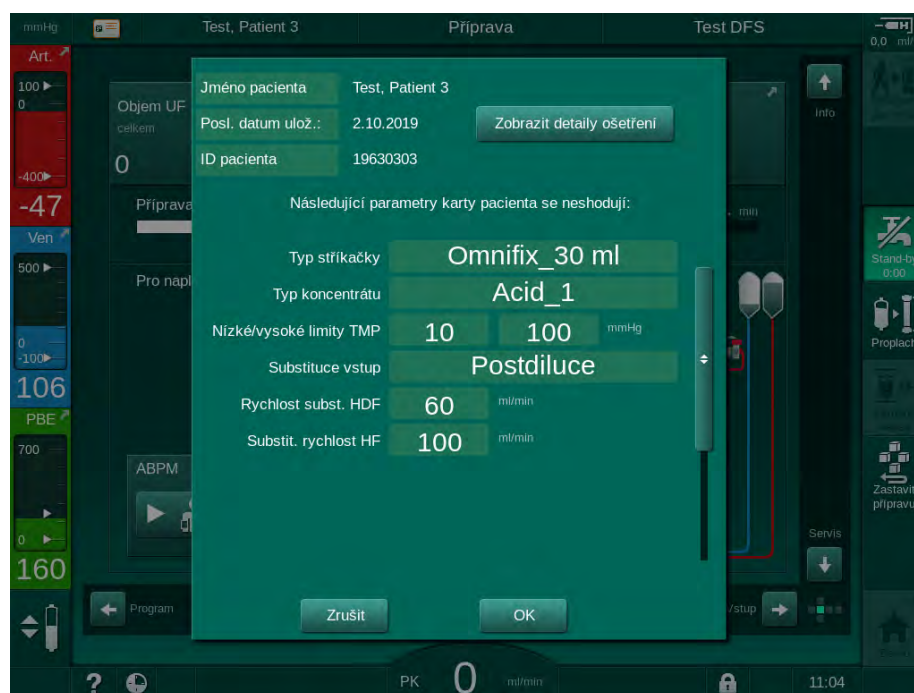 mmHg
Test, Patient 3
Příprava
Test DFS
0,0 ml/
Art.
100
0
-400
-47
Ven
500
0
-100
106
PBE
700
0
160
Objem UF
celkem
0
Příprava
Pro napl
ABPM
Program
Jméno pacienta Test, Patient 3
Posl. datum ulož.: 2.10.2019 Zobrazit detaily ošetření
ID pacienta 19630303
Následující parametry karty pacienta se neshodují:
Typ stříkačky Omnifix_30 ml
Typ koncentrátu Acid_1
Nízké/vysoké limity TMP 10 100 mmHg
Substituce vstup Postdiluce
Rychlost subst. HDF 60 ml/min
Substit. rychlost HF 100 ml/min
Zrušit OK
min
Info
Servis
Vstup
Stand-by
0:00
Proplach
Zastavit
přípravu
? PK 0 ml/min 11:04